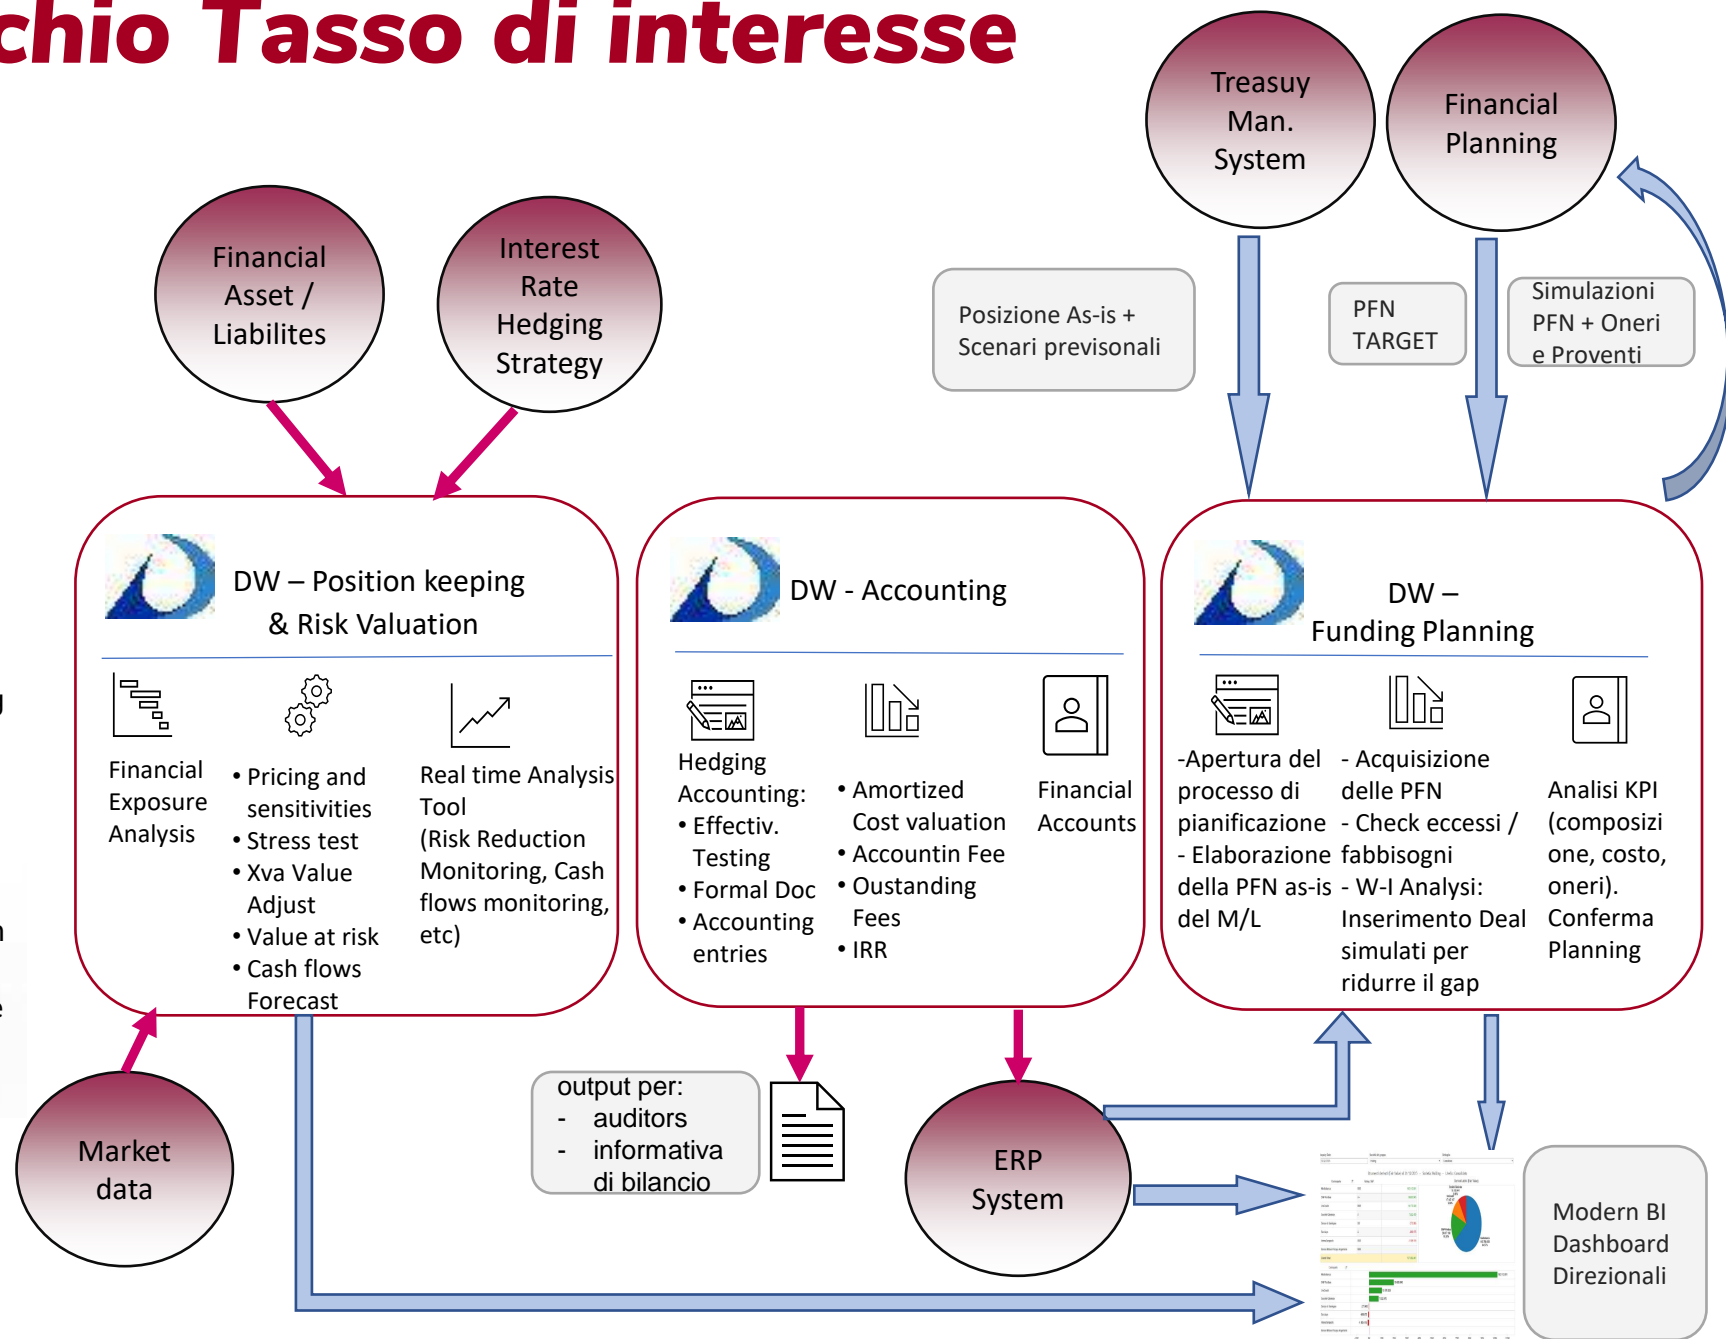 chio Tasso di interesse
Treasuy
Man.
System
Financial
Planning
Financial
Asset /
Liabilites
Interest
Rate
Hedging
Strategy
Posizione As-is +
Scenari previsonali
PFN
TARGET
Simulazioni
PFN + Oneri
e Proventi
DW – Position keeping
& Risk Valuation
Financial
Exposure
Analysis
• Pricing and
sensitivities
• Stress test
• Xva Value
Adjust
• Value at risk
• Cash flows
Forecast
Real time Analysis
Tool
(Risk Reduction
Monitoring, Cash
flows monitoring,
etc)
DW - Accounting
Hedging
Accounting:
• Effectiv.
Testing
• Formal Doc
• Accounting
entries
• Amortized
Cost valuation
• Accountin Fee
• Oustanding
Fees
• IRR
Financial
Accounts
DW –
Funding Planning
-Apertura del
processo di
pianificazione
- Elaborazione
della PFN as-is
del M/L
- Acquisizione
delle PFN
- Check eccessi /
fabbisogni
- W-I Analysi:
Inserimento Deal
simulati per
ridurre il gap
Analisi KPI
(composizi
one, costo,
oneri).
Conferma
Planning
g
n
e
Market
data
output per:
- auditors
- informativa
di bilancio
ERP
System
Modern BI
Dashboard
Direzionali